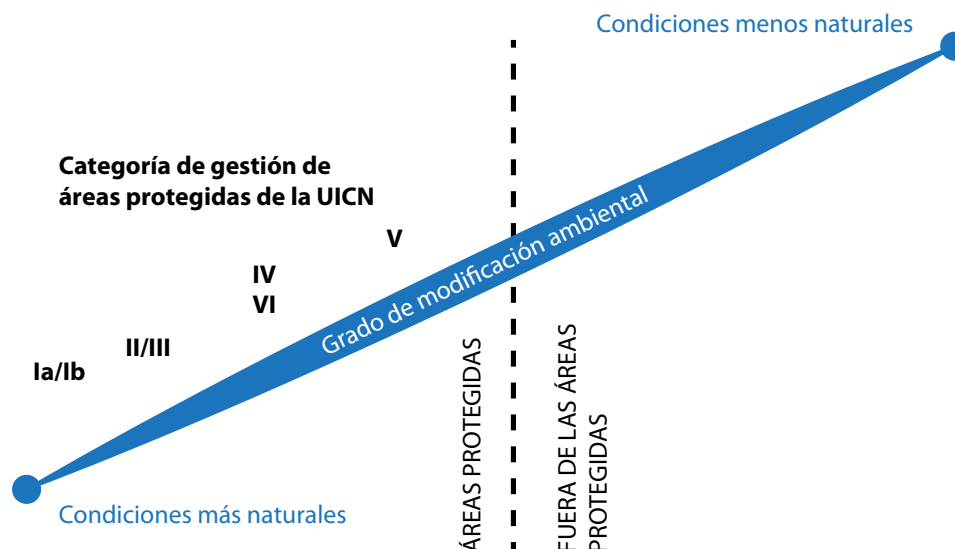 Condiciones menos naturales
Categoría de gestión de
áreas protegidas de la UICN
V
IV
VI
II/III
Ia/Ib
Grado de modificación ambiental
ÁREAS PROTEGIDAS
FUERA DE LAS ÁREAS
PROTEGIDAS
Condiciones más naturales